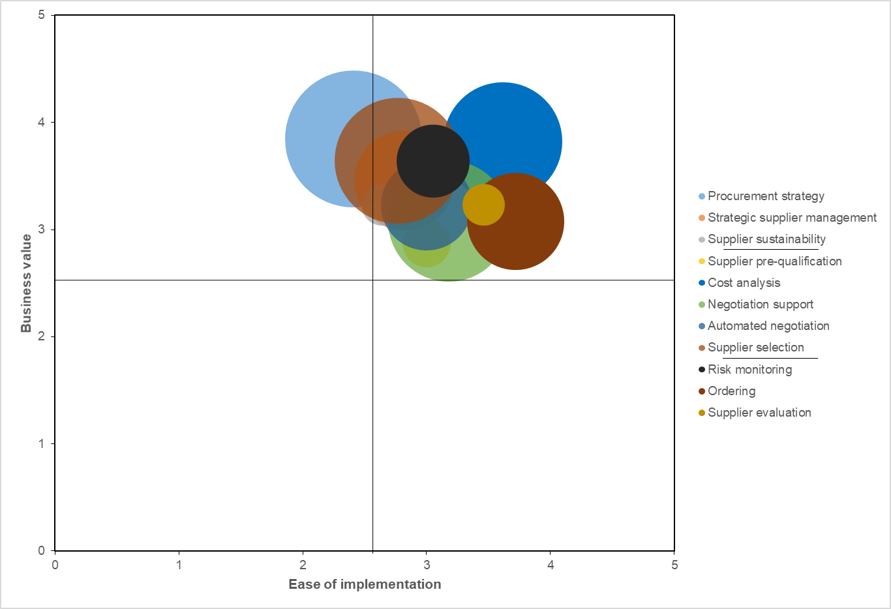 5
4
3
2
1
0
Business value
0 1 2 3 4 5
Ease of implementation
Procurement strategy
Strategic supplier management
Supplier sustainability
Supplier pre-qualification
Cost analysis
Negotiation support
Automated negotiation
Supplier selection
Risk monitoring
Ordering
Supplier evaluation